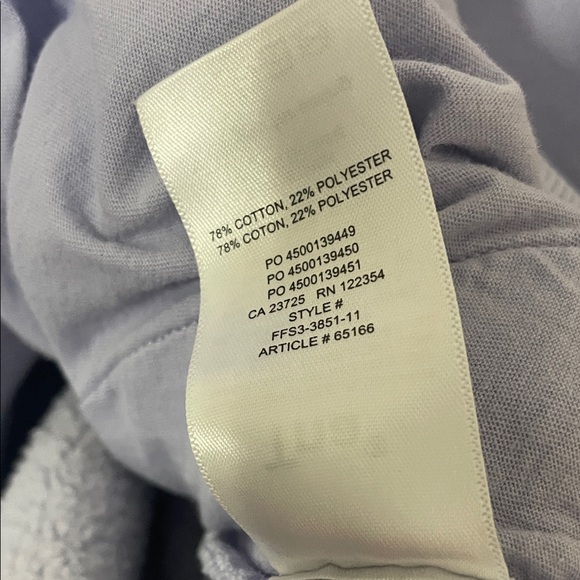 78% COTTON, 22% POLYESTER
78% COTON, 22% POLYESTER
PO 4500139449
PO 4500139450
PO 4500139451
CA 23725 RN 122354
STYLE #
FFS3-3851-11
ARTICLE # 65166